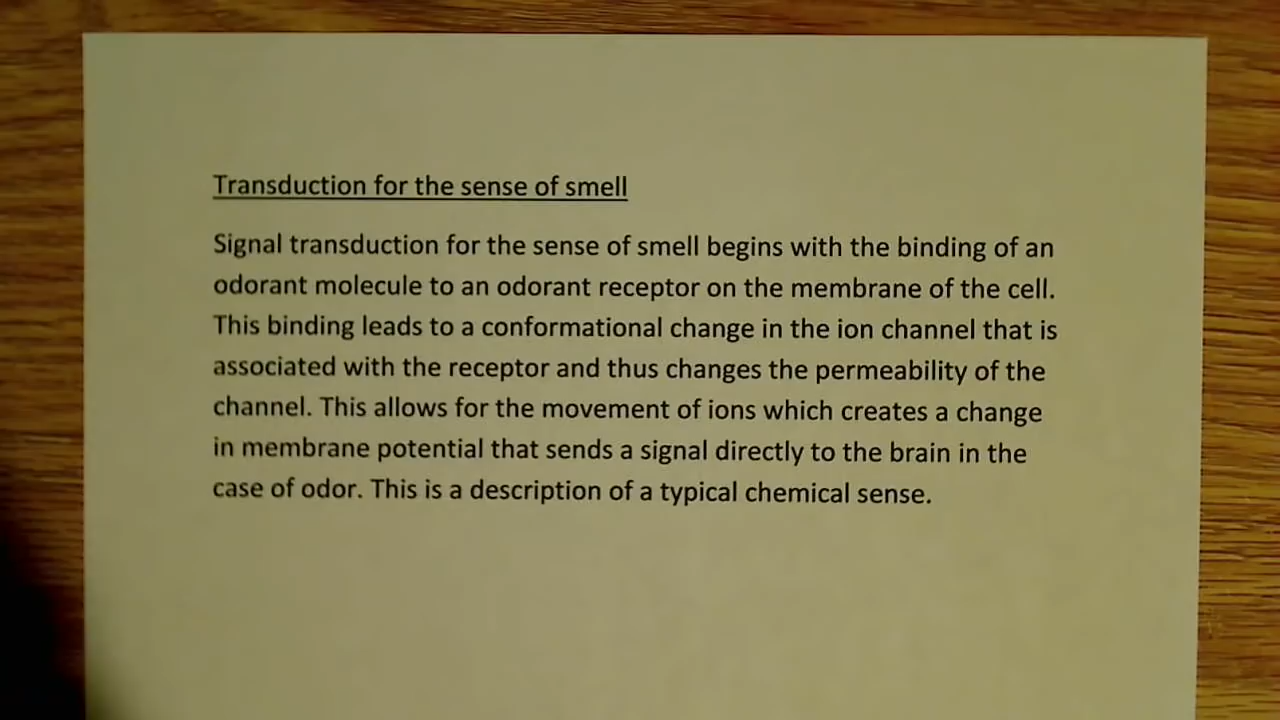 Transduction for the sense of smell
Signal transduction for the sense of smell begins with the binding of an
odorant molecule to an odorant receptor on the membrane of the cell.
This binding leads to a conformational change in the ion channel that is
associated with the receptor and thus changes the permeability of the
channel. This allows for the movement of ions which creates a change
in membrane potential that sends a signal directly to the brain in the
case of odor. This is a description of a typical chemical sense.